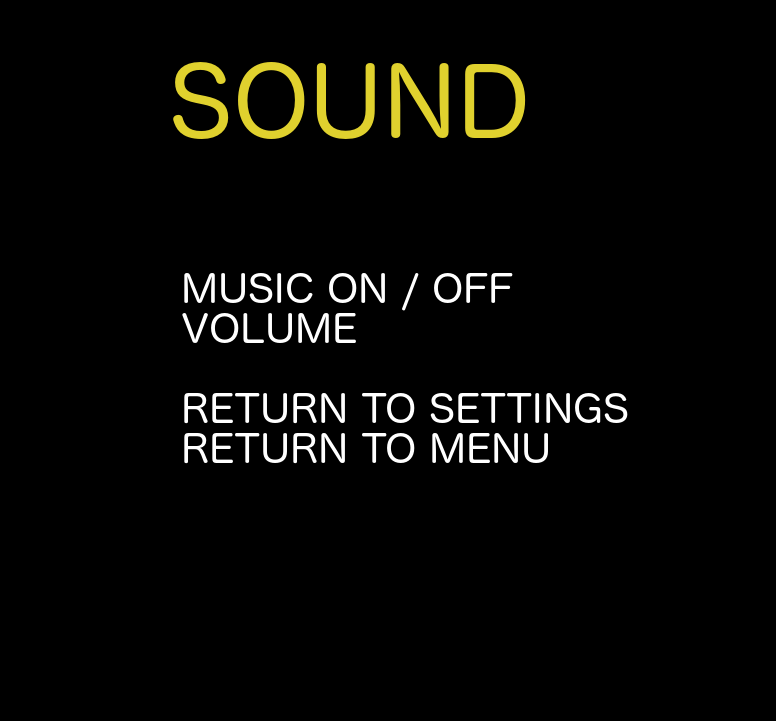 SOUND
MUSIC ON / OFF
VOLUME
RETURN TO SETTINGS
RETURN TO MENU